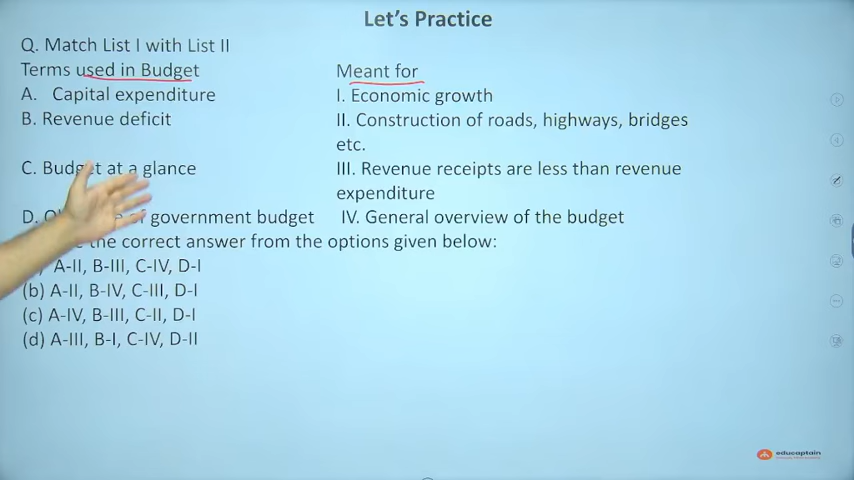 Let's Practice
Q. Match List I with List II
Terms used in Budget
Meant for
A. Capital expenditure
I. Economic growth
B. Revenue deficit
II. Construction of roads, highways, bridges
etc.
C. Budget at a glance
III. Revenue receipts are less than revenue
expenditure
D. of government budget
IV. General overview of the budget
the correct answer from the options given below:
A-II, B-III, C-IV, D-I
(b) A-II, B-IV, C-III, D-I
(c) A-IV, B-III, C-II, D-I
(d) A-III, B-I, C-IV, D-II
educaptain